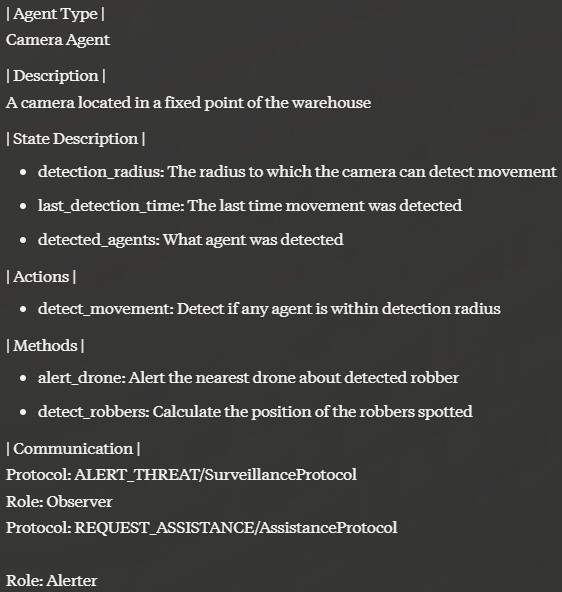 | Agent Type |
Camera Agent
| Description |
A camera located in a fixed point of the warehouse
| State Description |
• detection_radius: The radius to which the camera can detect movement
• last_detection_time: The last time movement was detected
• detected_agents: What agent was detected
| Actions |
• detect_movement: Detect if any agent is within detection radius
| Methods |
• alert_drone: Alert the nearest drone about detected robber
• detect_robbers: Calculate the position of the robbers spotted
| Communication |
Protocol: ALERT_THREAT/SurveillanceProtocol
Role: Observer
Protocol: REQUEST_ASSISTANCE/AssistanceProtocol
Role: Alerter